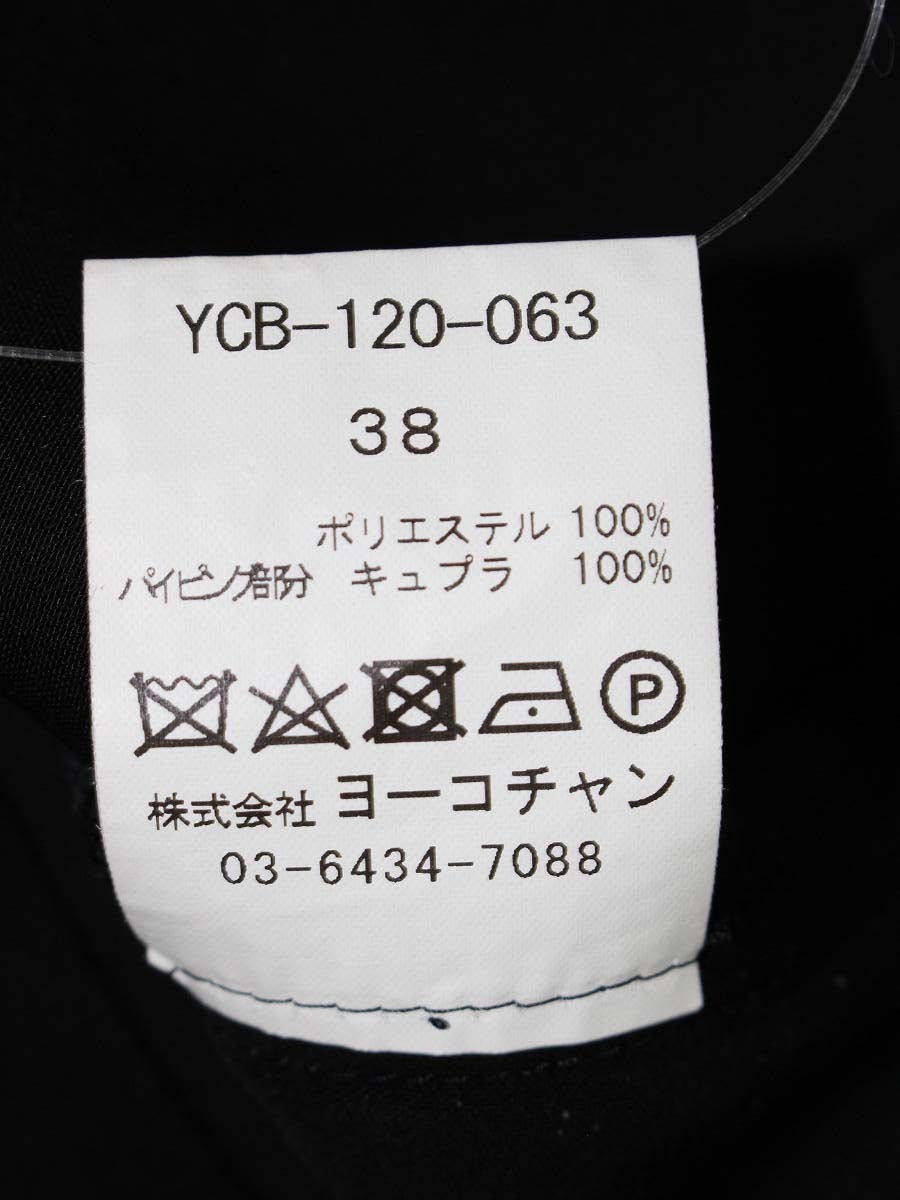 YCB-120-063
38
ポリエステル 100%
パイピング部分 キュプラ 100%
P
株式会社 ヨーコチャン
03-6434-7088